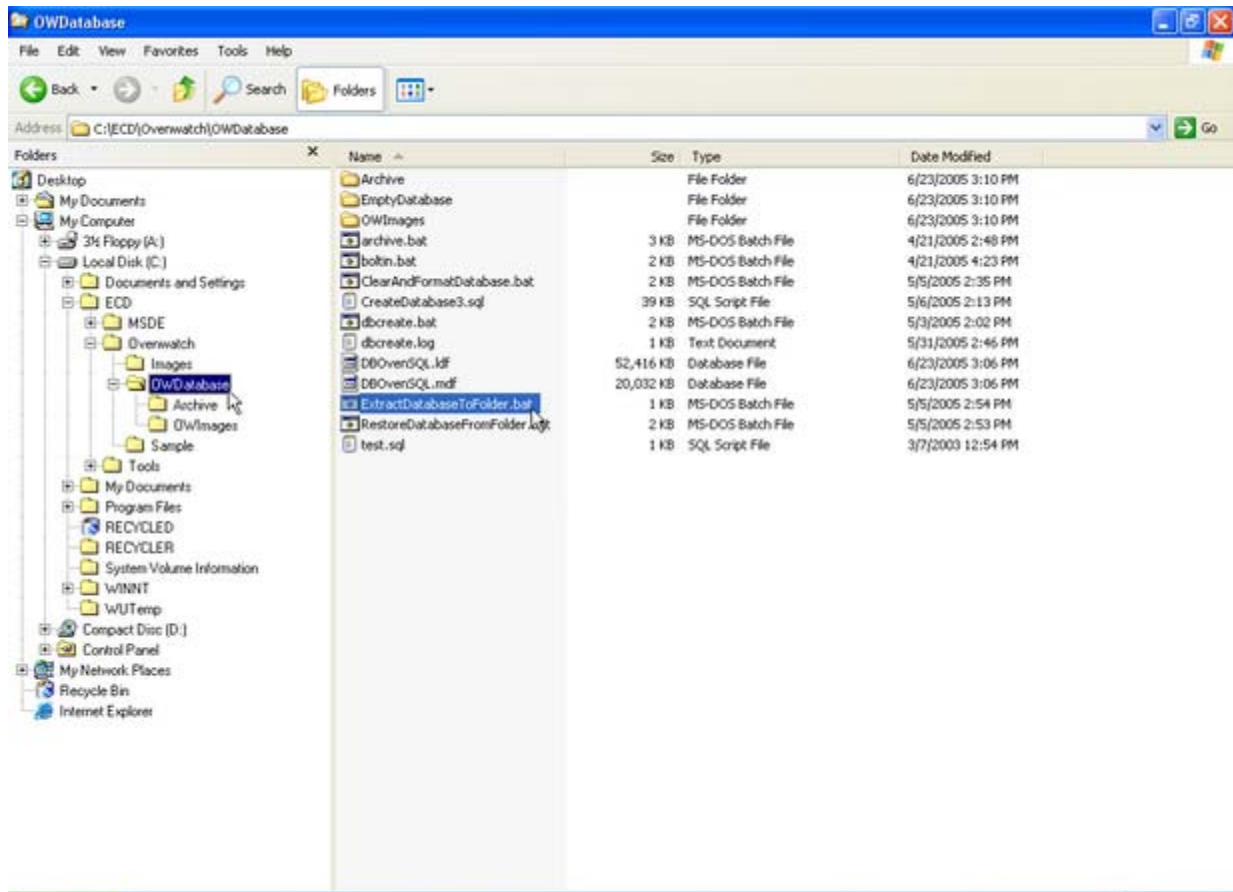 OWDatabase
File Edit View Favorites Tools Help
Back Search Folders
Address C:\ECD\Overwatch\OWDatabase Go
Folders
Desktop
My Documents
My Computer
3½ Floppy (A:)
Local Disk (C:)
Documents and Settings
ECD
MSDE
Overwatch
Images
OWDatabase
Archive
OWImages
Sample
Tools
My Documents
Program Files
RECYCLED
RECYCLER
System Volume Information
WINNT
WUTemp
Compact Disc (D:)
Control Panel
My Network Places
Recycle Bin
Internet Explorer
Name Size Type Date Modified
Archive File Folder 6/23/2005 3:10 PM
EmptyDatabase File Folder 6/23/2005 3:10 PM
OWImages File Folder 6/23/2005 3:10 PM
archive.bat 3 KB MS-DOS Batch File 4/21/2005 2:48 PM
boltin.bat 2 KB MS-DOS Batch File 4/21/2005 4:23 PM
ClearAndFormatDatabase.bat 2 KB MS-DOS Batch File 5/5/2005 2:35 PM
CreateDatabase3.sql 39 KB SQL Script File 5/6/2005 2:13 PM
dbcreate.bat 2 KB MS-DOS Batch File 5/3/2005 2:02 PM
dbcreate.log 1 KB Text Document 5/31/2005 2:46 PM
DBOvenSQL.ldf 52,416 KB Database File 6/23/2005 3:06 PM
DBOvenSQL.mdf 20,032 KB Database File 6/23/2005 3:06 PM
ExtractDatabaseToFolder.bat 1 KB MS-DOS Batch File 5/5/2005 2:54 PM
RestoreDatabaseFromFolder.bat 2 KB MS-DOS Batch File 5/5/2005 2:53 PM
test.sql 1 KB SQL Script File 3/7/2003 12:54 PM